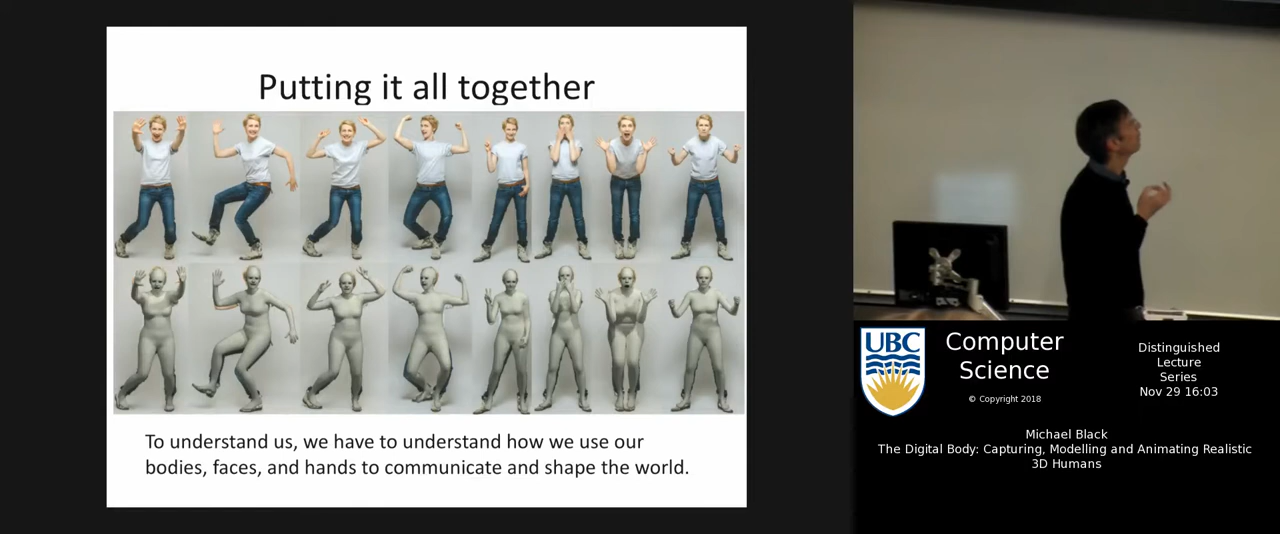 Putting it all together
To understand us, we have to understand how we use our
bodies, faces, and hands to communicate and shape the world.
UBC
Computer
Science
© Copyright 2018
Distinguished
Lecture
Series
Nov 29 16:03
Michael Black
The Digital Body: Capturing, Modelling and Animating Realistic
3D Humans